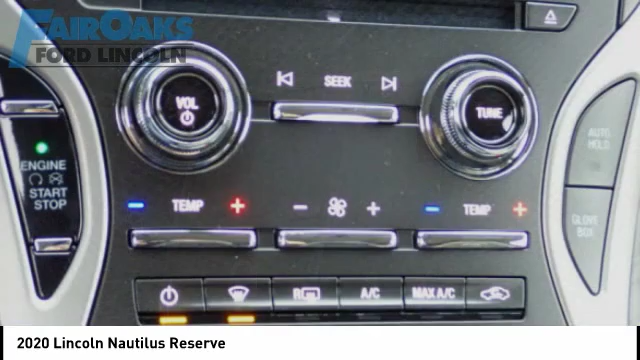 FAIROAKS
FORD LINCOLN
VOL
SEEK
TUNE
ENGINE
START
STOP
AUTO
HOLD
- TEMP +
- +
- TEMP +
GLOVE
BOX
R
A/C
MAX A/C
2020 Lincoln Nautilus Reserve